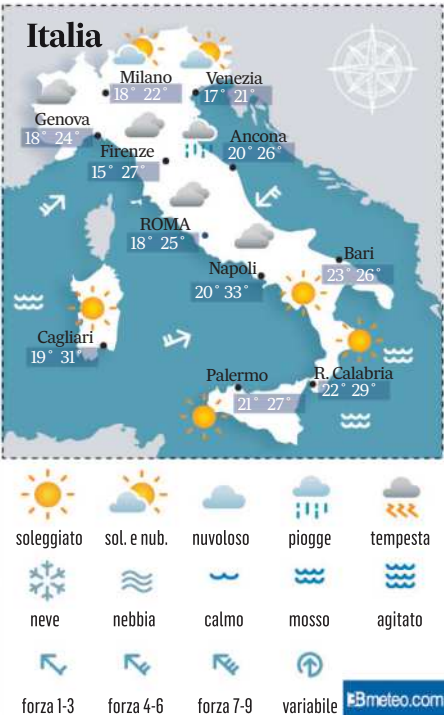 Italia
Milano
18° 22°
Venezia
17° 21°
Genova
18° 24°
Firenze
15° 27°
Ancona
20° 26°
ROMA
18° 25°
Bari
23° 26°
Napoli
20° 33°
Cagliari
19° 31°
Palermo
21° 27°
R. Calabria
22° 29°
soleggiato sol. e nub. nuvoloso piogge tempesta
neve nebbia calmo mosso agitato
forza 1-3 forza 4-6 forza 7-9 variabile
3Bmeteo.com